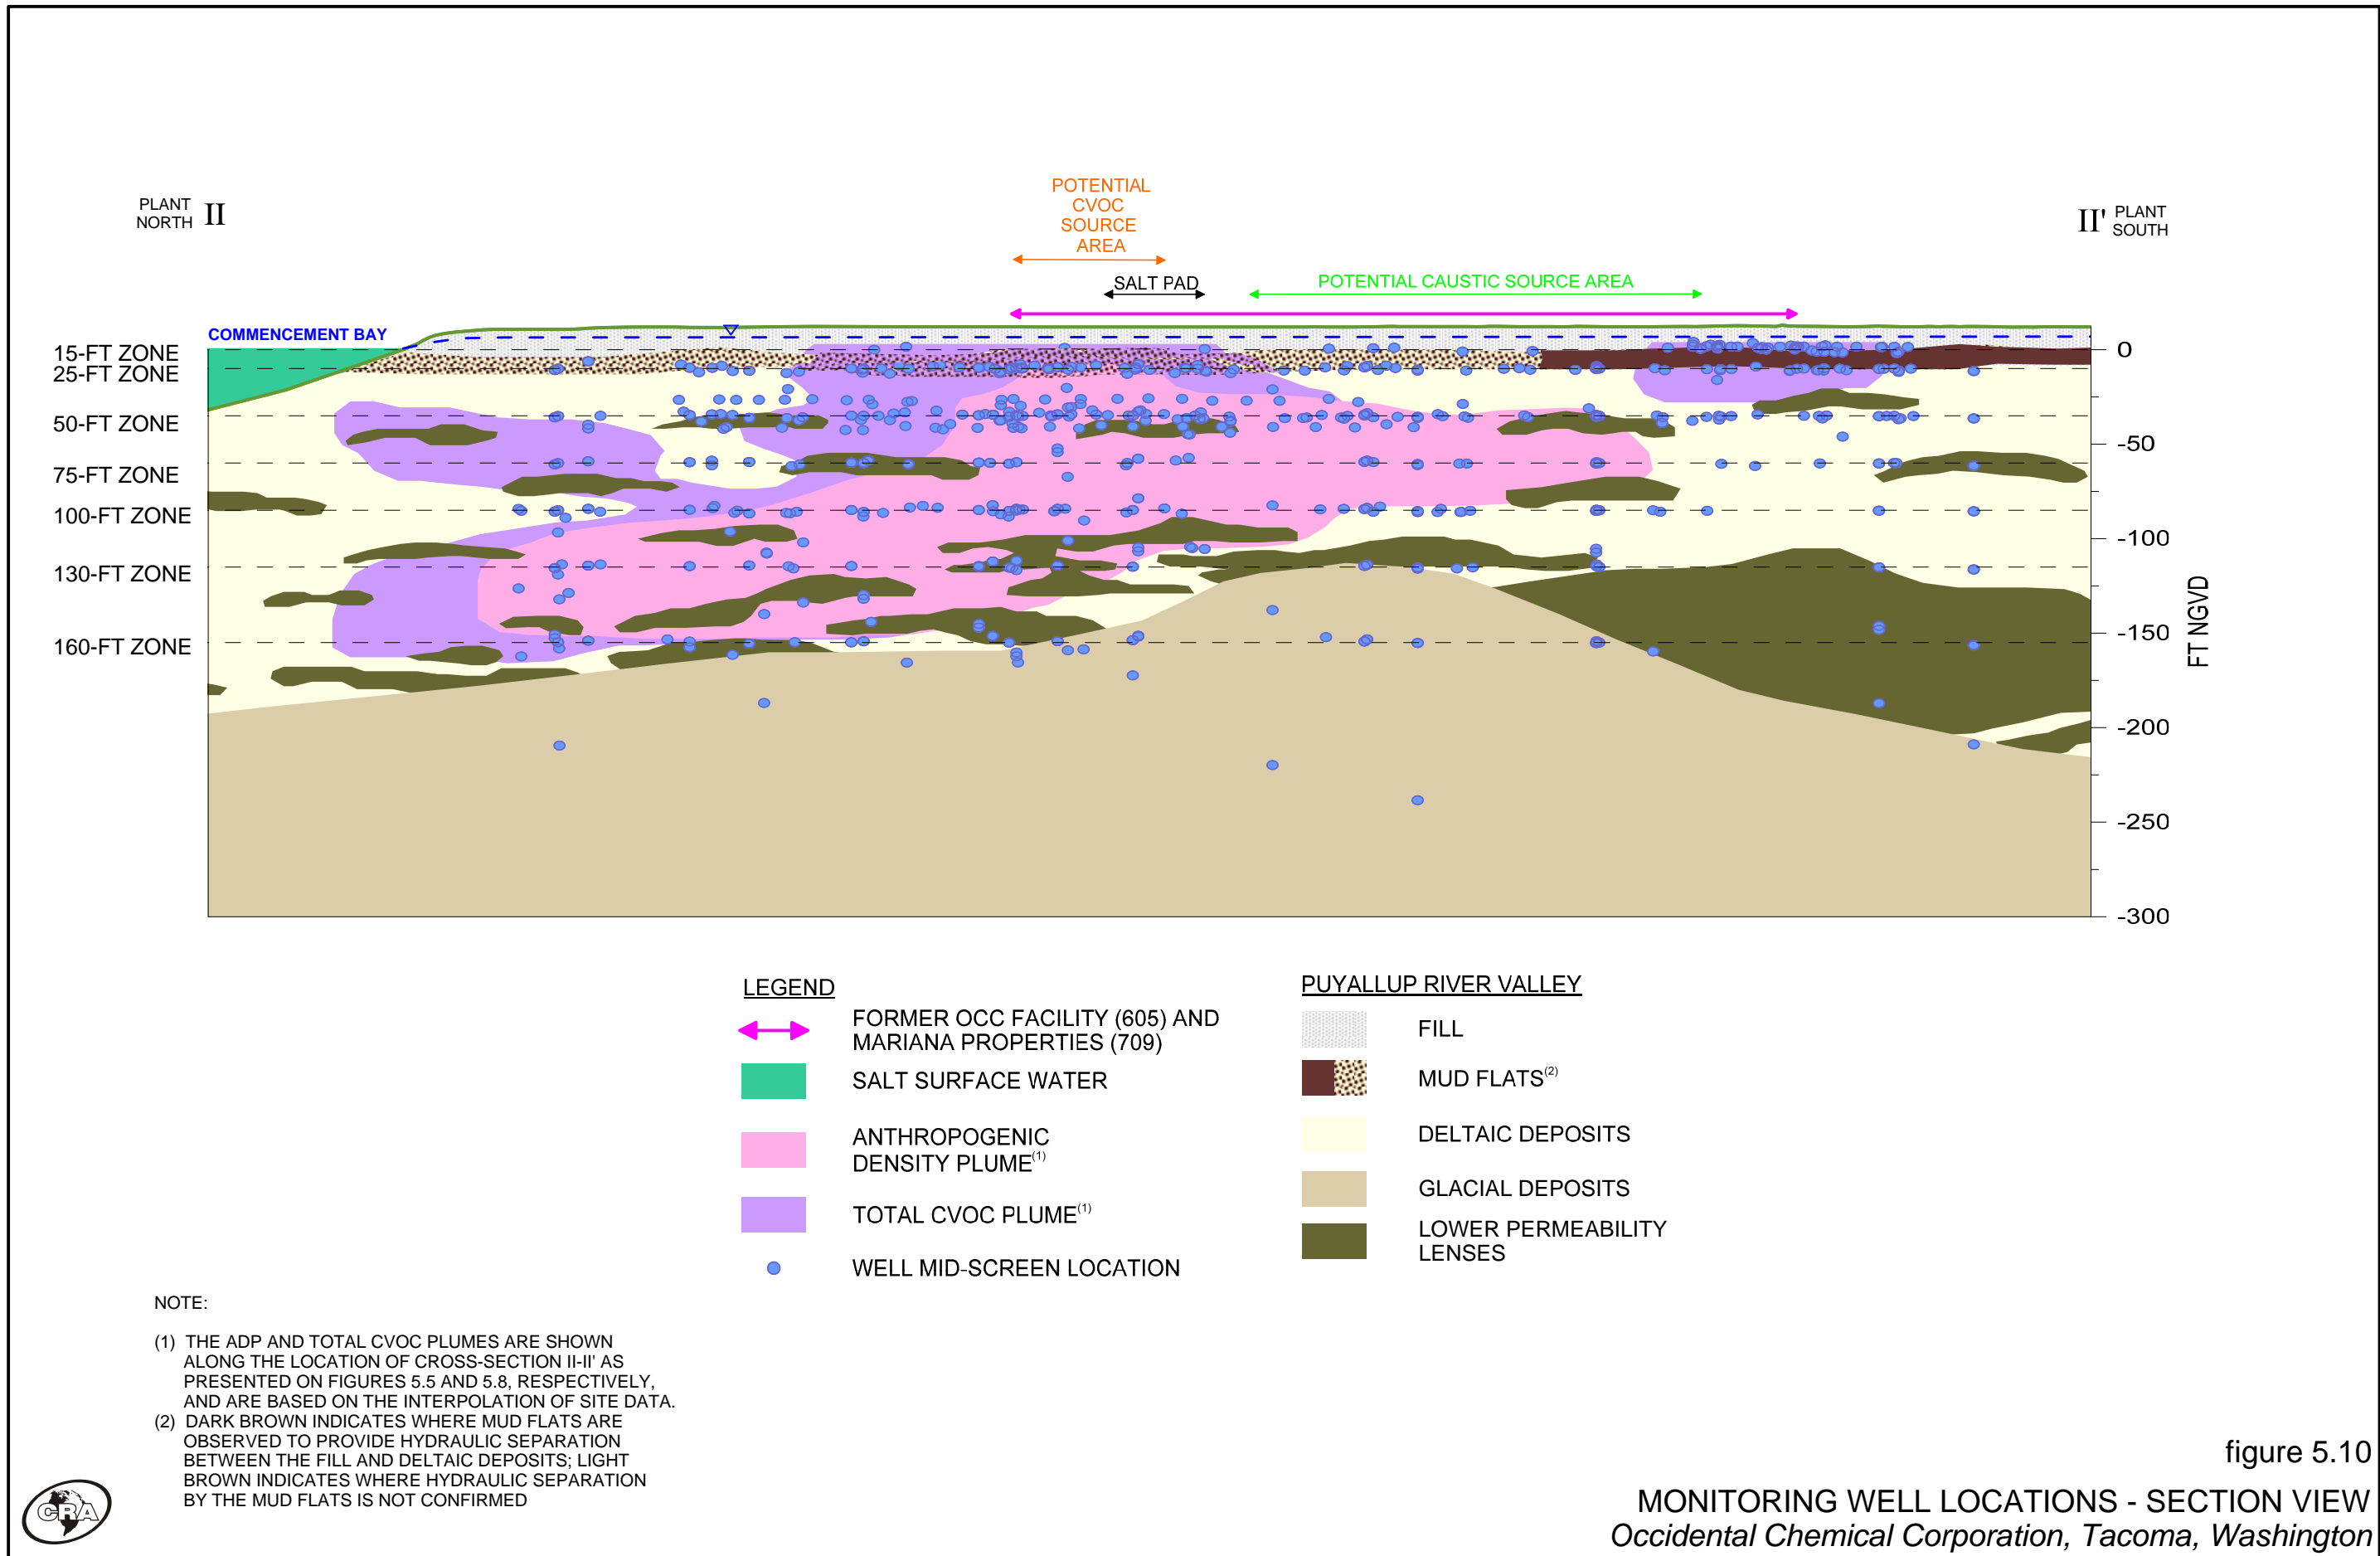 POTENTIAL
CVOC
SOURCE
AREA
PLANT
NORTH
II
II'
PLANT
SOUTH
SALT PAD
POTENTIAL CAUSTIC SOURCE AREA
COMMENCEMENT BAY
15-FT ZONE
25-FT ZONE
50-FT ZONE
75-FT ZONE
100-FT ZONE
130-FT ZONE
160-FT ZONE
0
-50
-100
-150
-200
-250
-300
FT NGVD
LEGEND
FORMER OCC FACILITY (605) AND
MARIANA PROPERTIES (709)
SALT SURFACE WATER
ANTHROPOGENIC
DENSITY PLUME(1)
TOTAL CVOC PLUME(1)
WELL MID-SCREEN LOCATION
PUYALLUP RIVER VALLEY
FILL
MUD FLATS(2)
DELTAIC DEPOSITS
GLACIAL DEPOSITS
LOWER PERMEABILITY
LENSES
NOTE:
(1) THE ADP AND TOTAL CVOC PLUMES ARE SHOWN
ALONG THE LOCATION OF CROSS-SECTION II-II' AS
PRESENTED ON FIGURES 5.5 AND 5.8, RESPECTIVELY,
AND ARE BASED ON THE INTERPOLATION OF SITE DATA.
(2) DARK BROWN INDICATES WHERE MUD FLATS ARE
OBSERVED TO PROVIDE HYDRAULIC SEPARATION
BETWEEN THE FILL AND DELTAIC DEPOSITS; LIGHT
BROWN INDICATES WHERE HYDRAULIC SEPARATION
BY THE MUD FLATS IS NOT CONFIRMED
CRA
figure 5.10
MONITORING WELL LOCATIONS - SECTION VIEW
Occidental Chemical Corporation, Tacoma, Washington